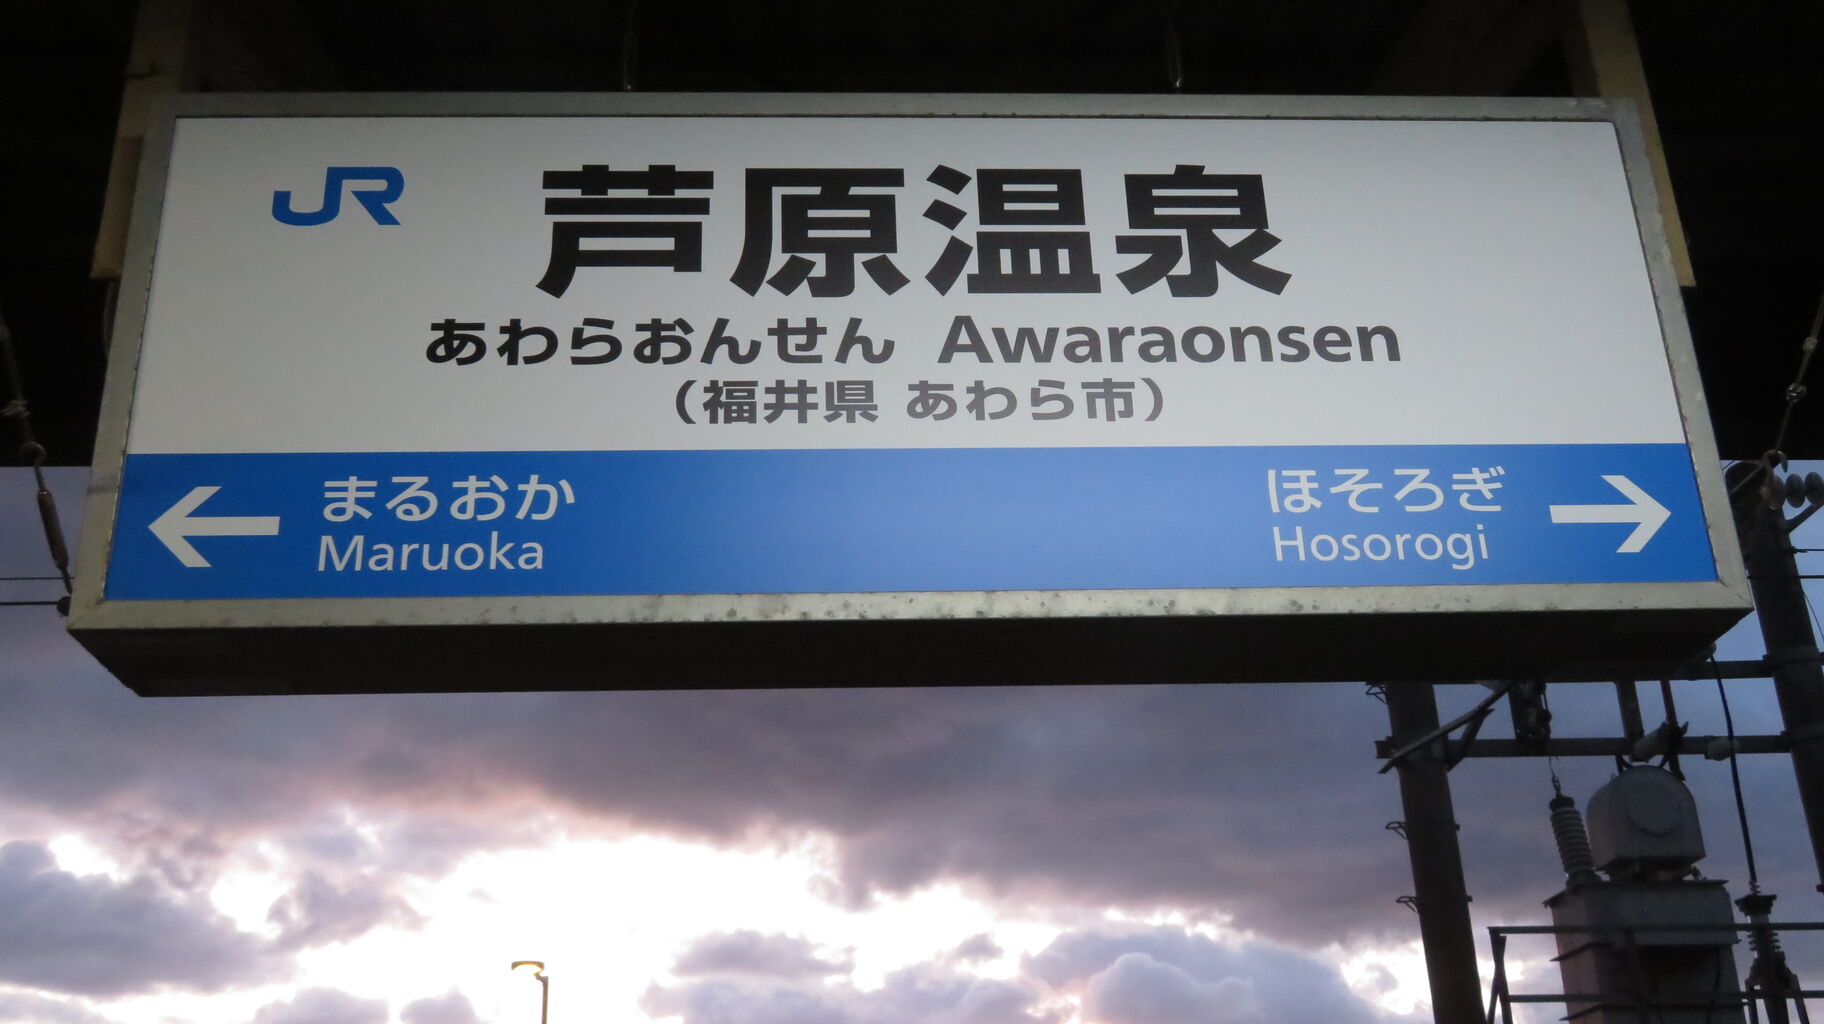 JR
芦原温泉
あわらおんせん Awaraonsen
（福井県 あわら市）
← まるおか
Maruoka
ほそろぎ →
Hosorogi